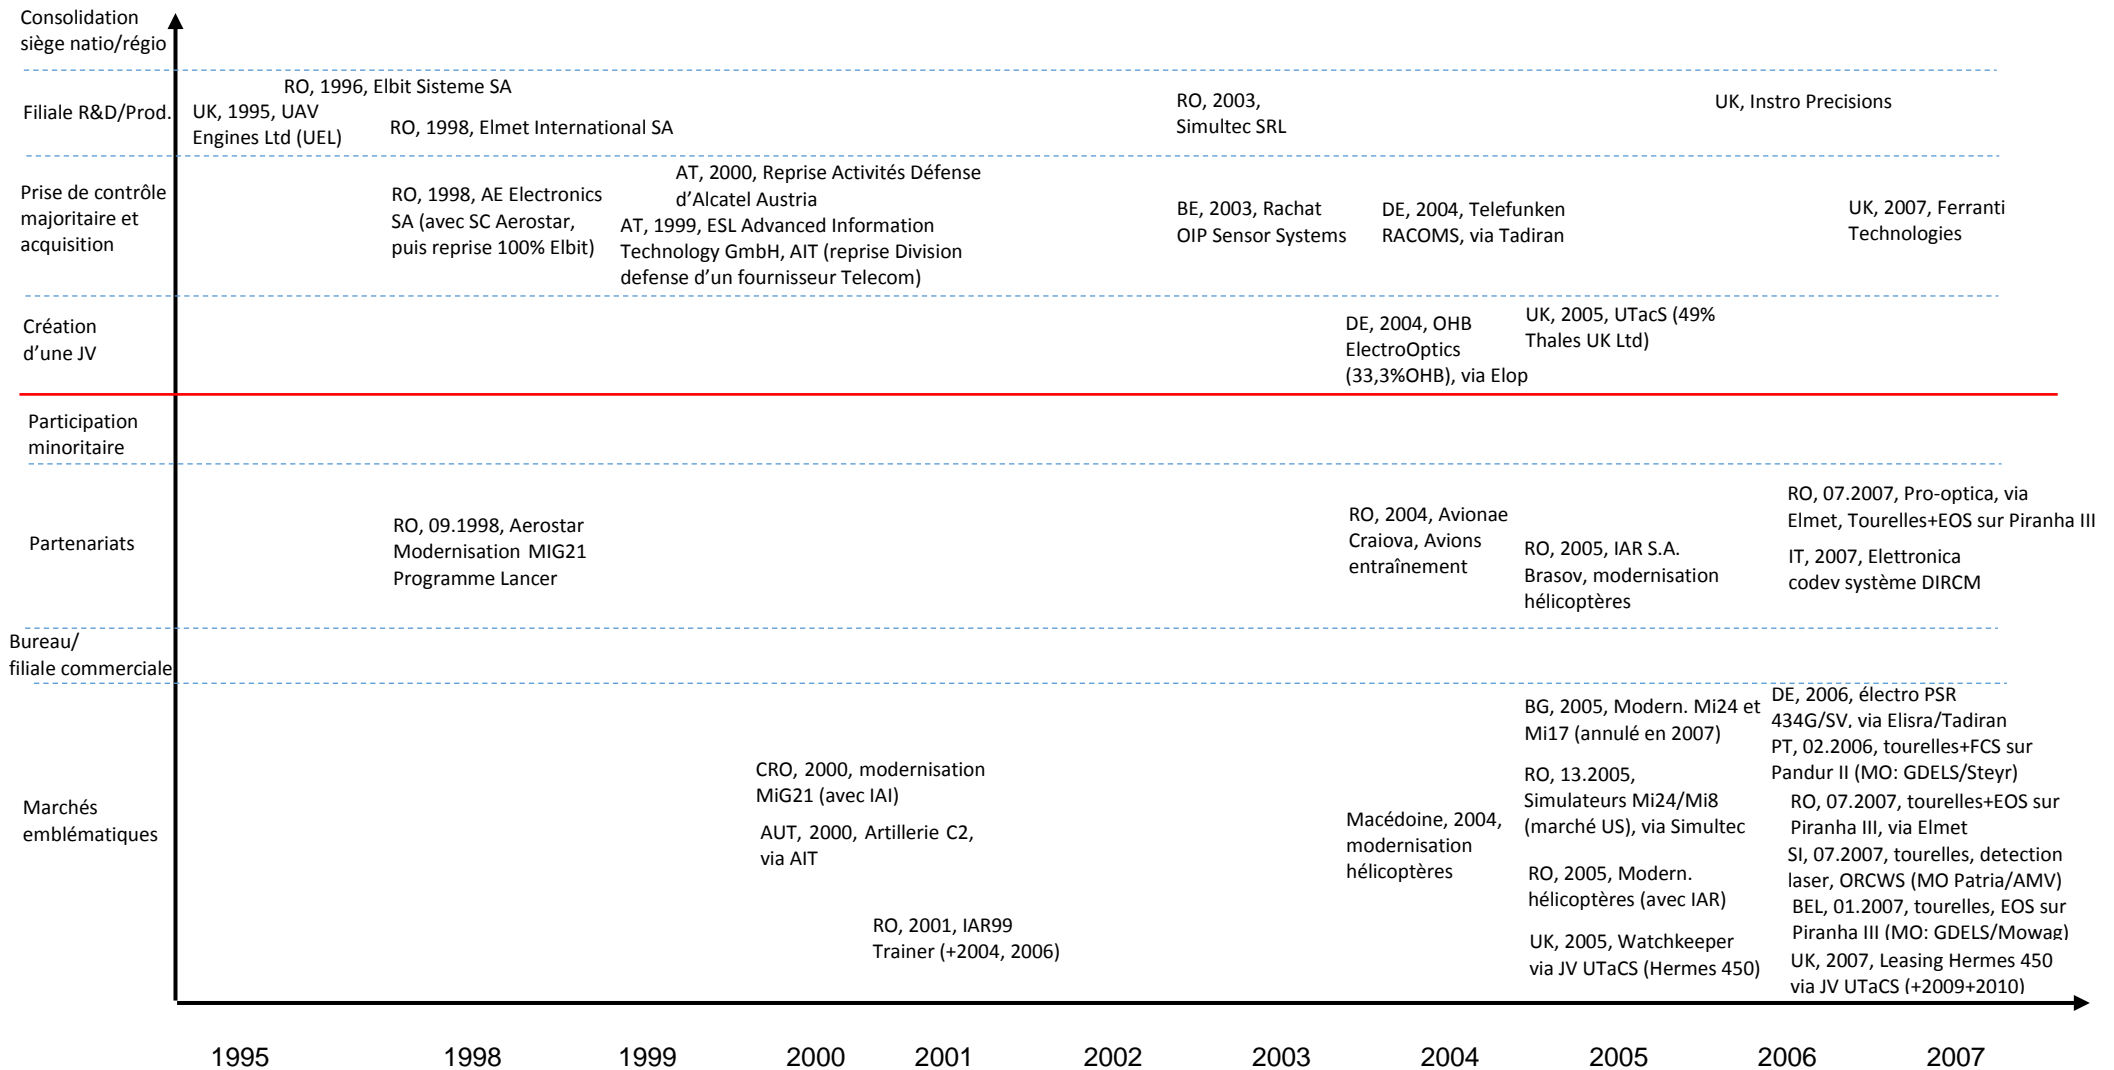 Consolidation
siège natio/régio
RO, 1996, Elbit Sisteme SA
Filiale R&D/Prod.
UK, 1995, UAV
Engines Ltd (UEL)
RO, 1998, Elmet International SA
RO, 2003,
Simultec SRL
UK, Instro Precisions
Prise de contrôle
majoritaire et
acquisition
RO, 1998, AE Electronics
SA (avec SC Aerostar,
puis reprise 100% Elbit)
AT, 2000, Reprise Activités Défense
d’Alcatel Austria
AT, 1999, ESL Advanced Information
Technology GmbH, AIT (reprise Division
defense d’un fournisseur Telecom)
BE, 2003, Rachat
OIP Sensor Systems
DE, 2004, Telefunken
RACOMS, via Tadiran
UK, 2007, Ferranti
Technologies
Création
d’une JV
DE, 2004, OHB
ElectroOptics
(33,3%OHB), via Elop
UK, 2005, UTacS (49%
Thales UK Ltd)
Participation
minoritaire
Partenariats
RO, 09.1998, Aerostar
Modernisation MIG21
Programme Lancer
RO, 2004, Avionae
Craiova, Avions
entraînement
RO, 2005, IAR S.A.
Brasov, modernisation
hélicoptères
RO, 07.2007, Pro-optica, via
Elmet, Tourelles+EOS sur Piranha III
IT, 2007, Elettronica
codev système DIRCM
Bureau/
filiale commerciale
Marchés
emblématiques
CRO, 2000, modernisation
MiG21 (avec IAI)
AUT, 2000, Artillerie C2,
via AIT
RO, 2001, IAR99
Trainer (+2004, 2006)
Macédoine, 2004,
modernisation
hélicoptères
BG, 2005, Modern. Mi24 et
Mi17 (annulé en 2007)
RO, 13.2005,
Simulateurs Mi24/Mi8
(marché US), via Simultec
RO, 2005, Modern.
hélicoptères (avec IAR)
UK, 2005, Watchkeeper
via JV UTaCS (Hermes 450)
DE, 2006, électro PSR
434G/SV, via Elisra/Tadiran
PT, 02.2006, tourelles+FCS sur
Pandur II (MO: GDELS/Steyr)
RO, 07.2007, tourelles+EOS sur
Piranha III, via Elmet
SI, 07.2007, tourelles, detection
laser, ORCWS (MO Patria/AMV)
BEL, 01.2007, tourelles, EOS sur
Piranha III (MO: GDELS/Mowag)
UK, 2007, Leasing Hermes 450
via JV UTaCS (+2009+2010)
1995 1998 1999 2000 2001 2002 2003 2004 2005 2006 2007